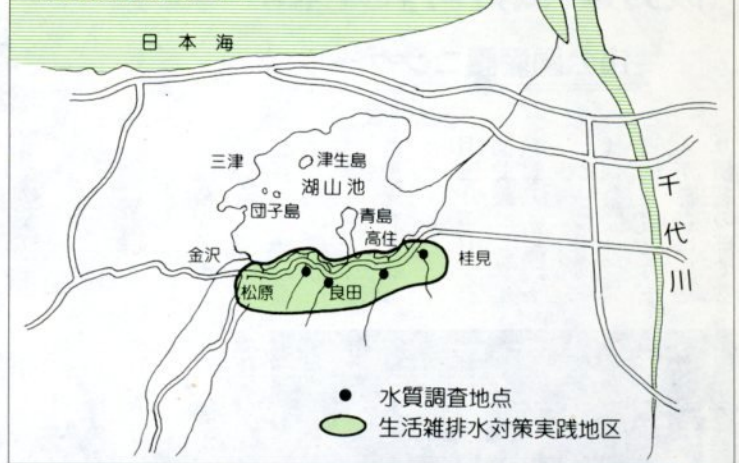 日本海
三津
津生島
湖山池
団子島
青島
高住
金沢
桂見
松原
良田
千代川
水質調査地点
生活雑排水対策実践地区